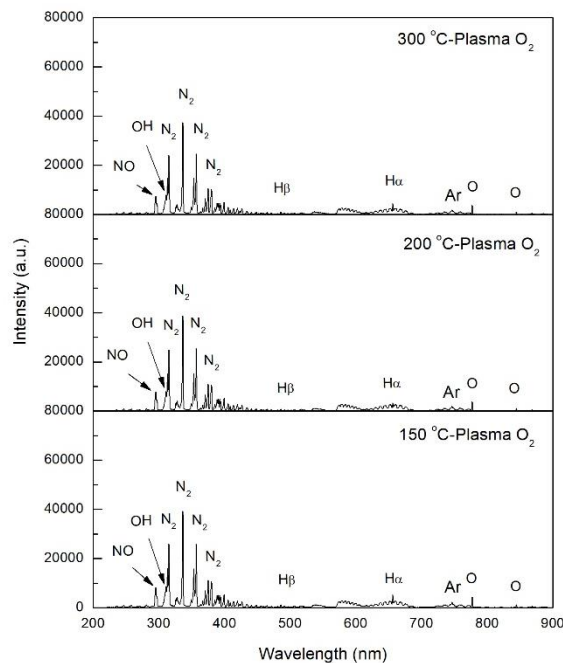 80000
300 °C-Plasma O₂
60000
N₂
40000
OH N₂ N₂
20000
NO N₂
Hβ Hα Ar O O
80000
200 °C-Plasma O₂
60000
N₂
40000
OH N₂ N₂
20000
NO N₂
Hβ Hα Ar O O
80000
150 °C-Plasma O₂
60000
N₂
40000
OH N₂ N₂
20000
NO N₂
Hβ Hα Ar O O
0
200 300 400 500 600 700 800 900
Wavelength (nm)
Intensity (a.u.)